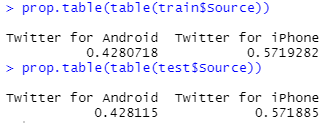 > prop.table(table(train$Source))
Twitter for Android Twitter for iPhone
0.4280718 0.5719282
> prop.table(table(test$Source))
Twitter for Android Twitter for iPhone
0.428115 0.571885